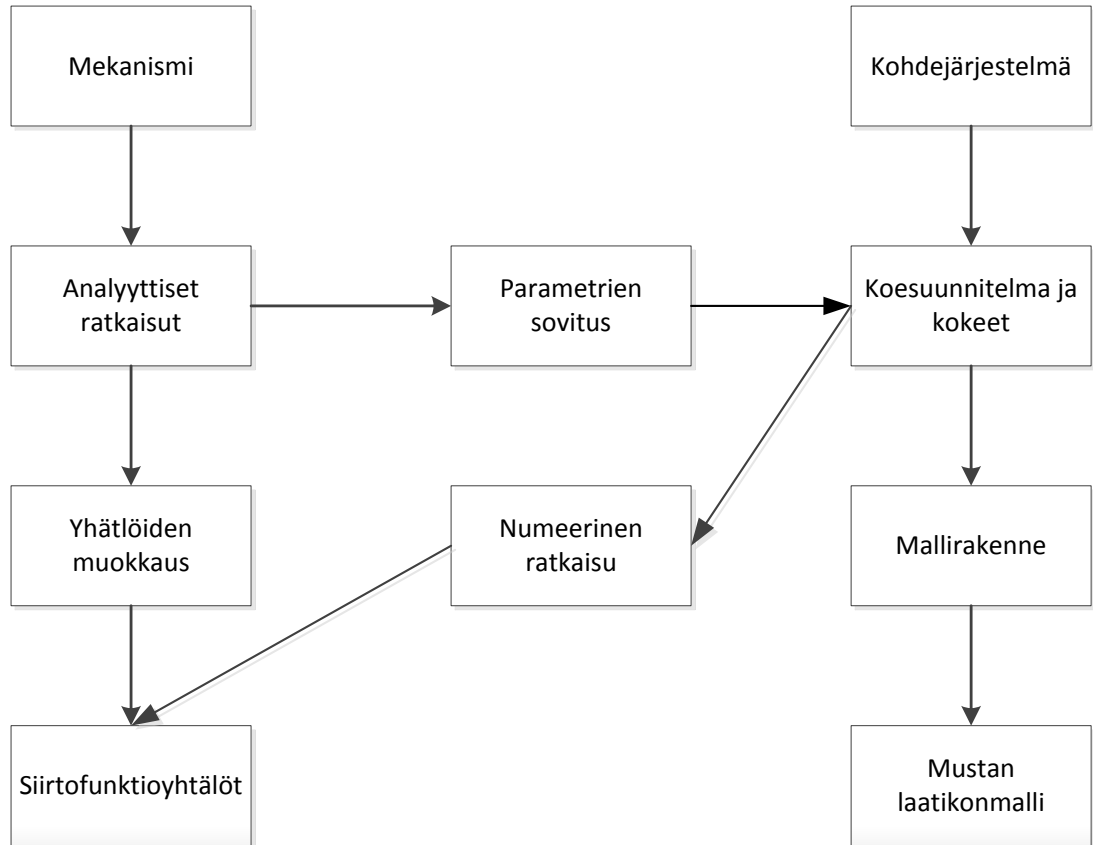 Mekanismi
Kohdejärjestelmä
Analyyttiset
ratkaisut
Parametrien
sovitus
Koesuunnitelma ja
kokeet
Yhätlöiden
muokkaus
Numeerinen
ratkaisu
Mallirakenne
Siirtofunktioyhtälöt
Mustan
laatikonmalli